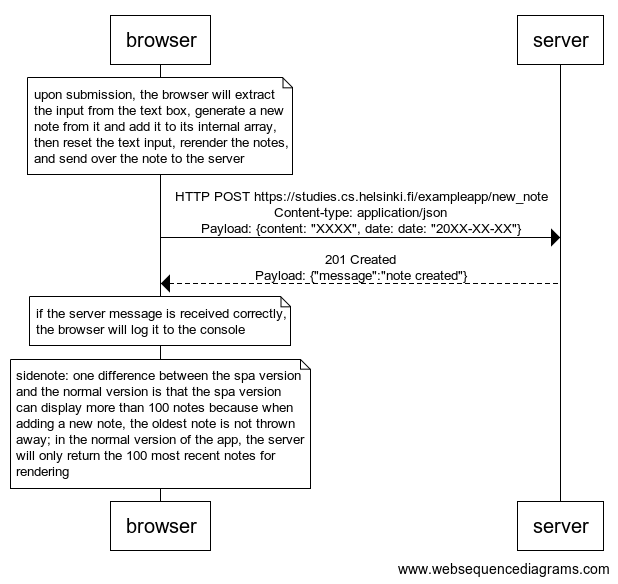 browser
server
upon submission, the browser will extract
the input from the text box, generate a new
note from it and add it to its internal array,
then reset the text input, rerender the notes,
and send over the note to the server
HTTP POST https://studies.cs.helsinki.fi/exampleapp/new_note
Content-type: application/json
Payload: {content: "XXXX", date: date: "20XX-XX-XX"}
201 Created
Payload: {"message":"note created"}
if the server message is received correctly,
the browser will log it to the console
sidenote: one difference between the spa version
and the normal version is that the spa version
can display more than 100 notes because when
adding a new note, the oldest note is not thrown
away; in the normal version of the app, the server
will only return the 100 most recent notes for
rendering
browser
server
www.websequencediagrams.com